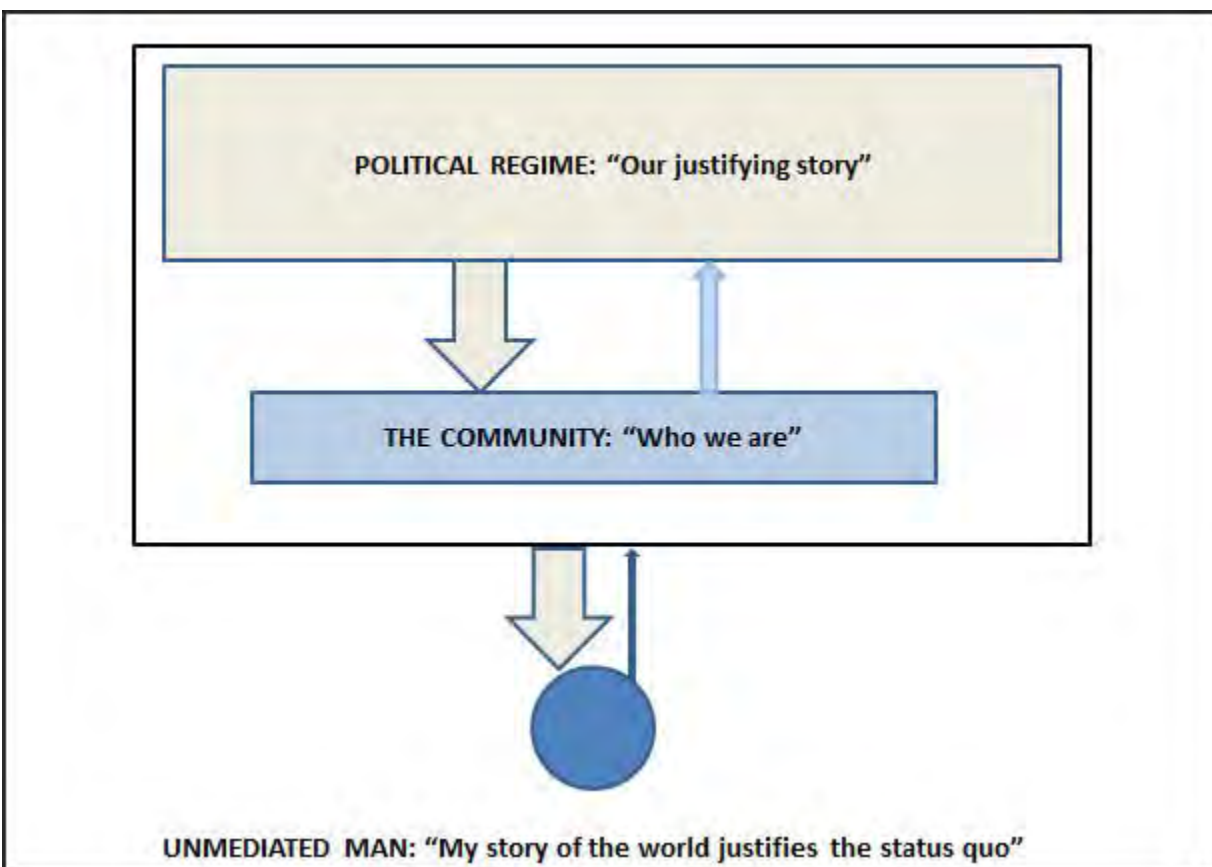 POLITICAL REGIME: “Our justifying story”
THE COMMUNITY: “Who we are”
UNMEDIATED MAN: “My story of the world justifies the status quo”